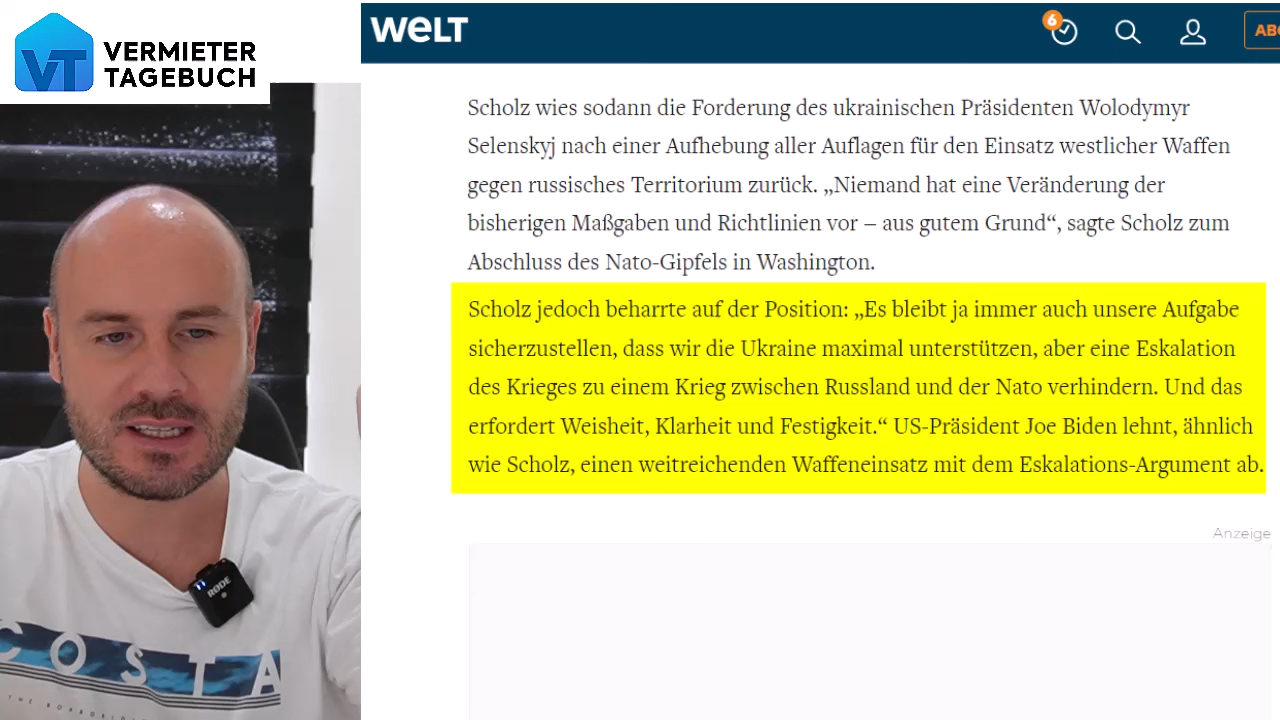 VT VERMIETER
TAGEBUCH
WELT
6
ABO
Scholz wies sodann die Forderung des ukrainischen Präsidenten Wolodymyr
Selenskyj nach einer Aufhebung aller Auflagen für den Einsatz westlicher Waffen
gegen russisches Territorium zurück. „Niemand hat eine Veränderung der
bisherigen Maßgaben und Richtlinien vor – aus gutem Grund“, sagte Scholz zum
Abschluss des Nato-Gipfels in Washington.
Scholz jedoch beharrte auf der Position: „Es bleibt ja immer auch unsere Aufgabe
sicherzustellen, dass wir die Ukraine maximal unterstützen, aber eine Eskalation
des Krieges zu einem Krieg zwischen Russland und der Nato verhindern. Und das
erfordert Weisheit, Klarheit und Festigkeit.“ US-Präsident Joe Biden lehnt, ähnlich
wie Scholz, einen weitreichenden Waffeneinsatz mit dem Eskalations-Argument ab.
Anzeige
RØDE
COSTA